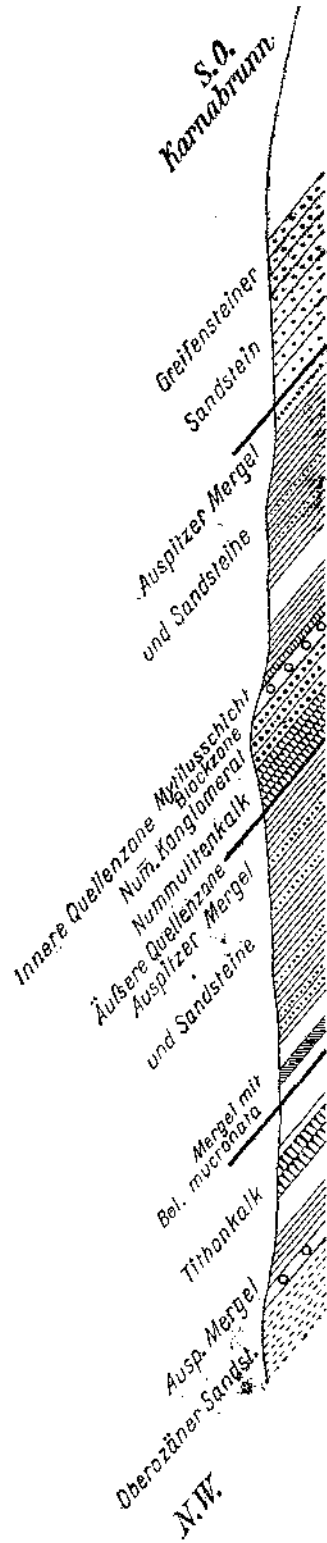 S.O.
Karnabrunn
Greifensteiner
Sandstein
Auspitzer Mergel
und Sandsteine
Innere Quellenzone Mytilusschicht
Blockzone
Num. Konglomerat
Nummulitenkalk
Äußere Quellenzone
Auspitzer Mergel
und Sandsteine
Mergel mit
Bel. mucronata
Tithonkalk
Ausp. Mergel
Oberozäner Sandst.
N.W.